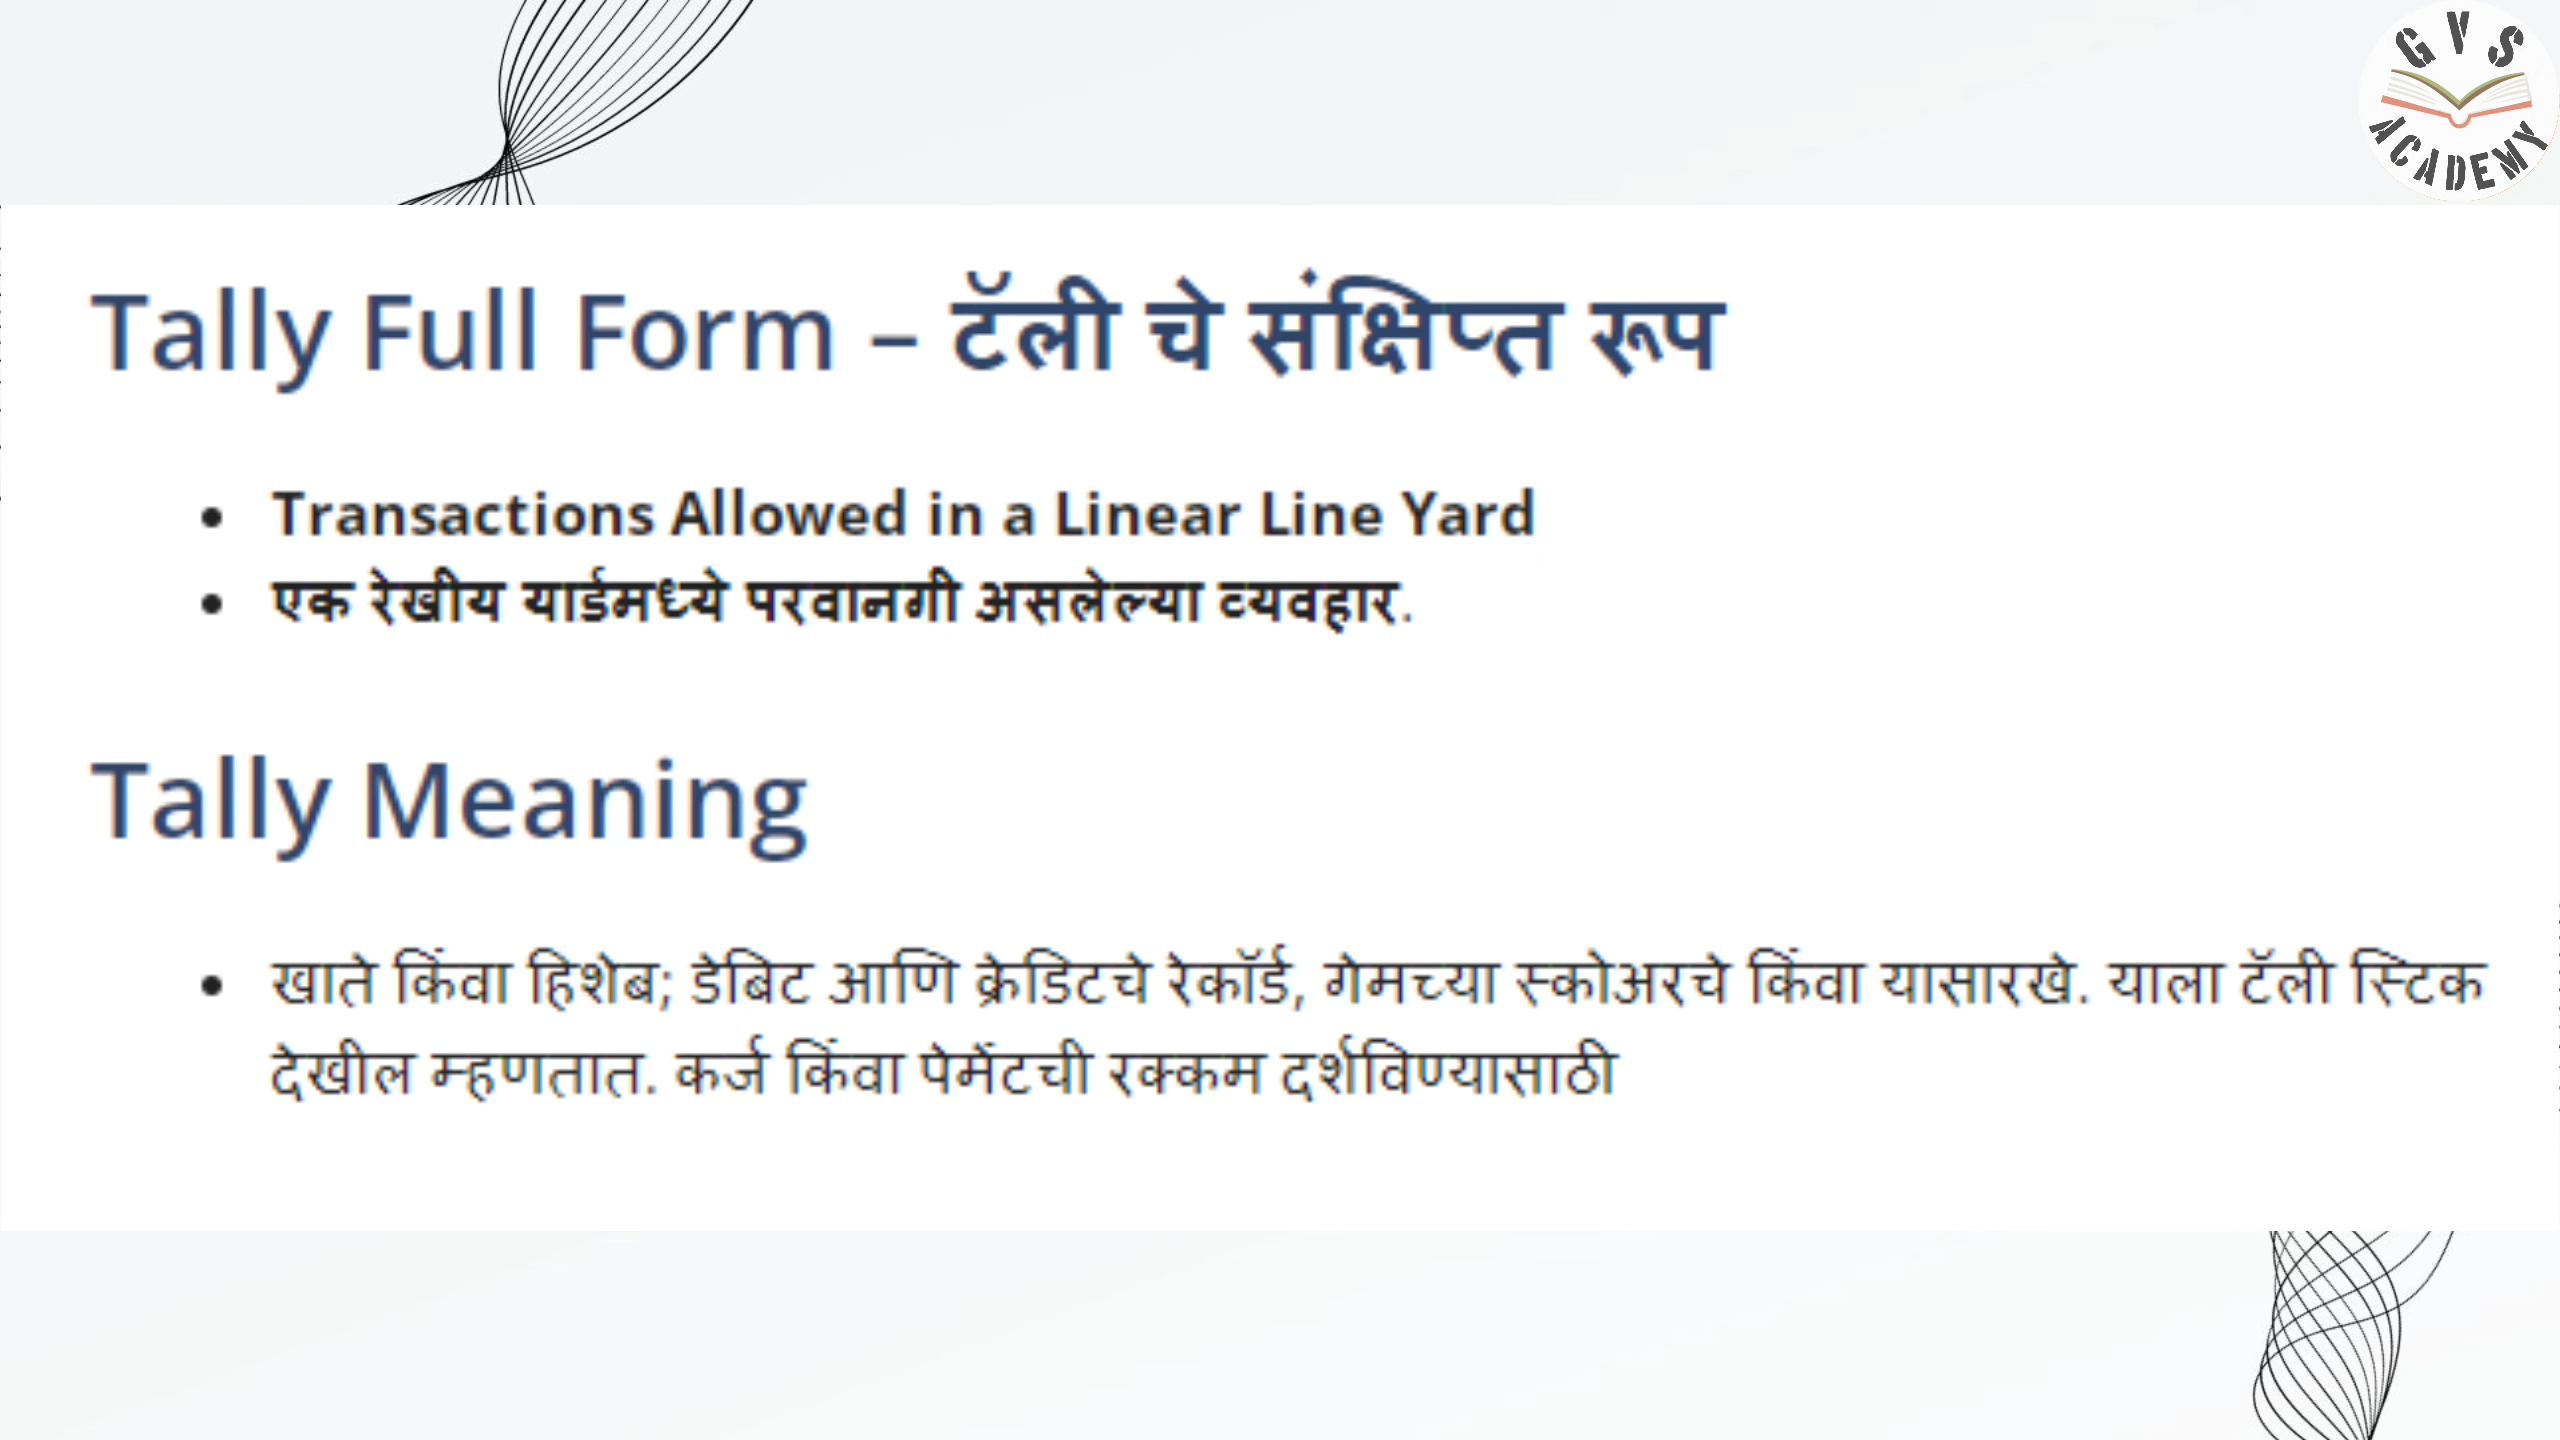 GVS
ACADEMY
Tally Full Form – टॅली चे संक्षिप्त रूप
• Transactions Allowed in a Linear Line Yard
• एक रेखीय यार्डमध्ये परवानगी असलेल्या व्यवहार.
Tally Meaning
• खाते किंवा हिशेब; डेबिट आणि क्रेडिटचे रेकॉर्ड, गेमच्या स्कोअरचे किंवा यासारखे. याला टॅली स्टिक
देखील म्हणतात. कर्ज किंवा पेमेंटची रक्कम दर्शविण्यासाठी